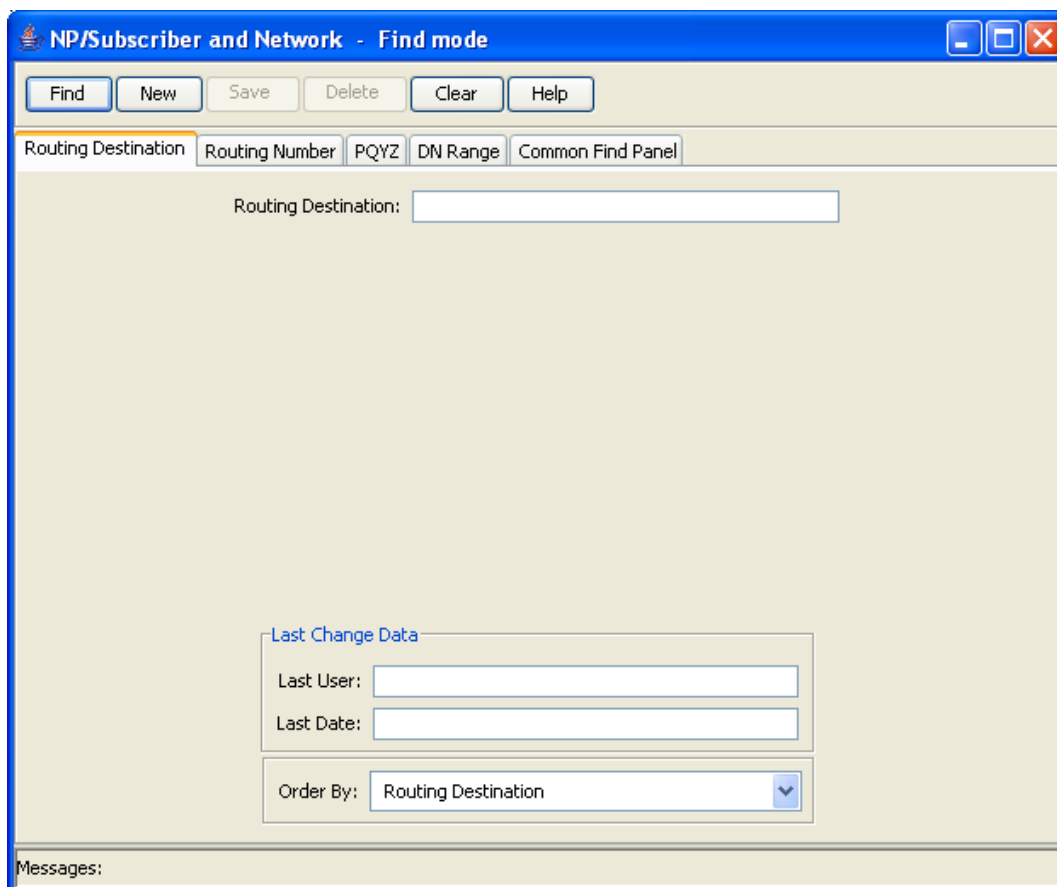 NP/Subscriber and Network - Find mode
Find New Save Delete Clear Help
Routing Destination Routing Number PQYZ DN Range Common Find Panel
Routing Destination:
Last Change Data
Last User:
Last Date:
Order By: Routing Destination
Messages: